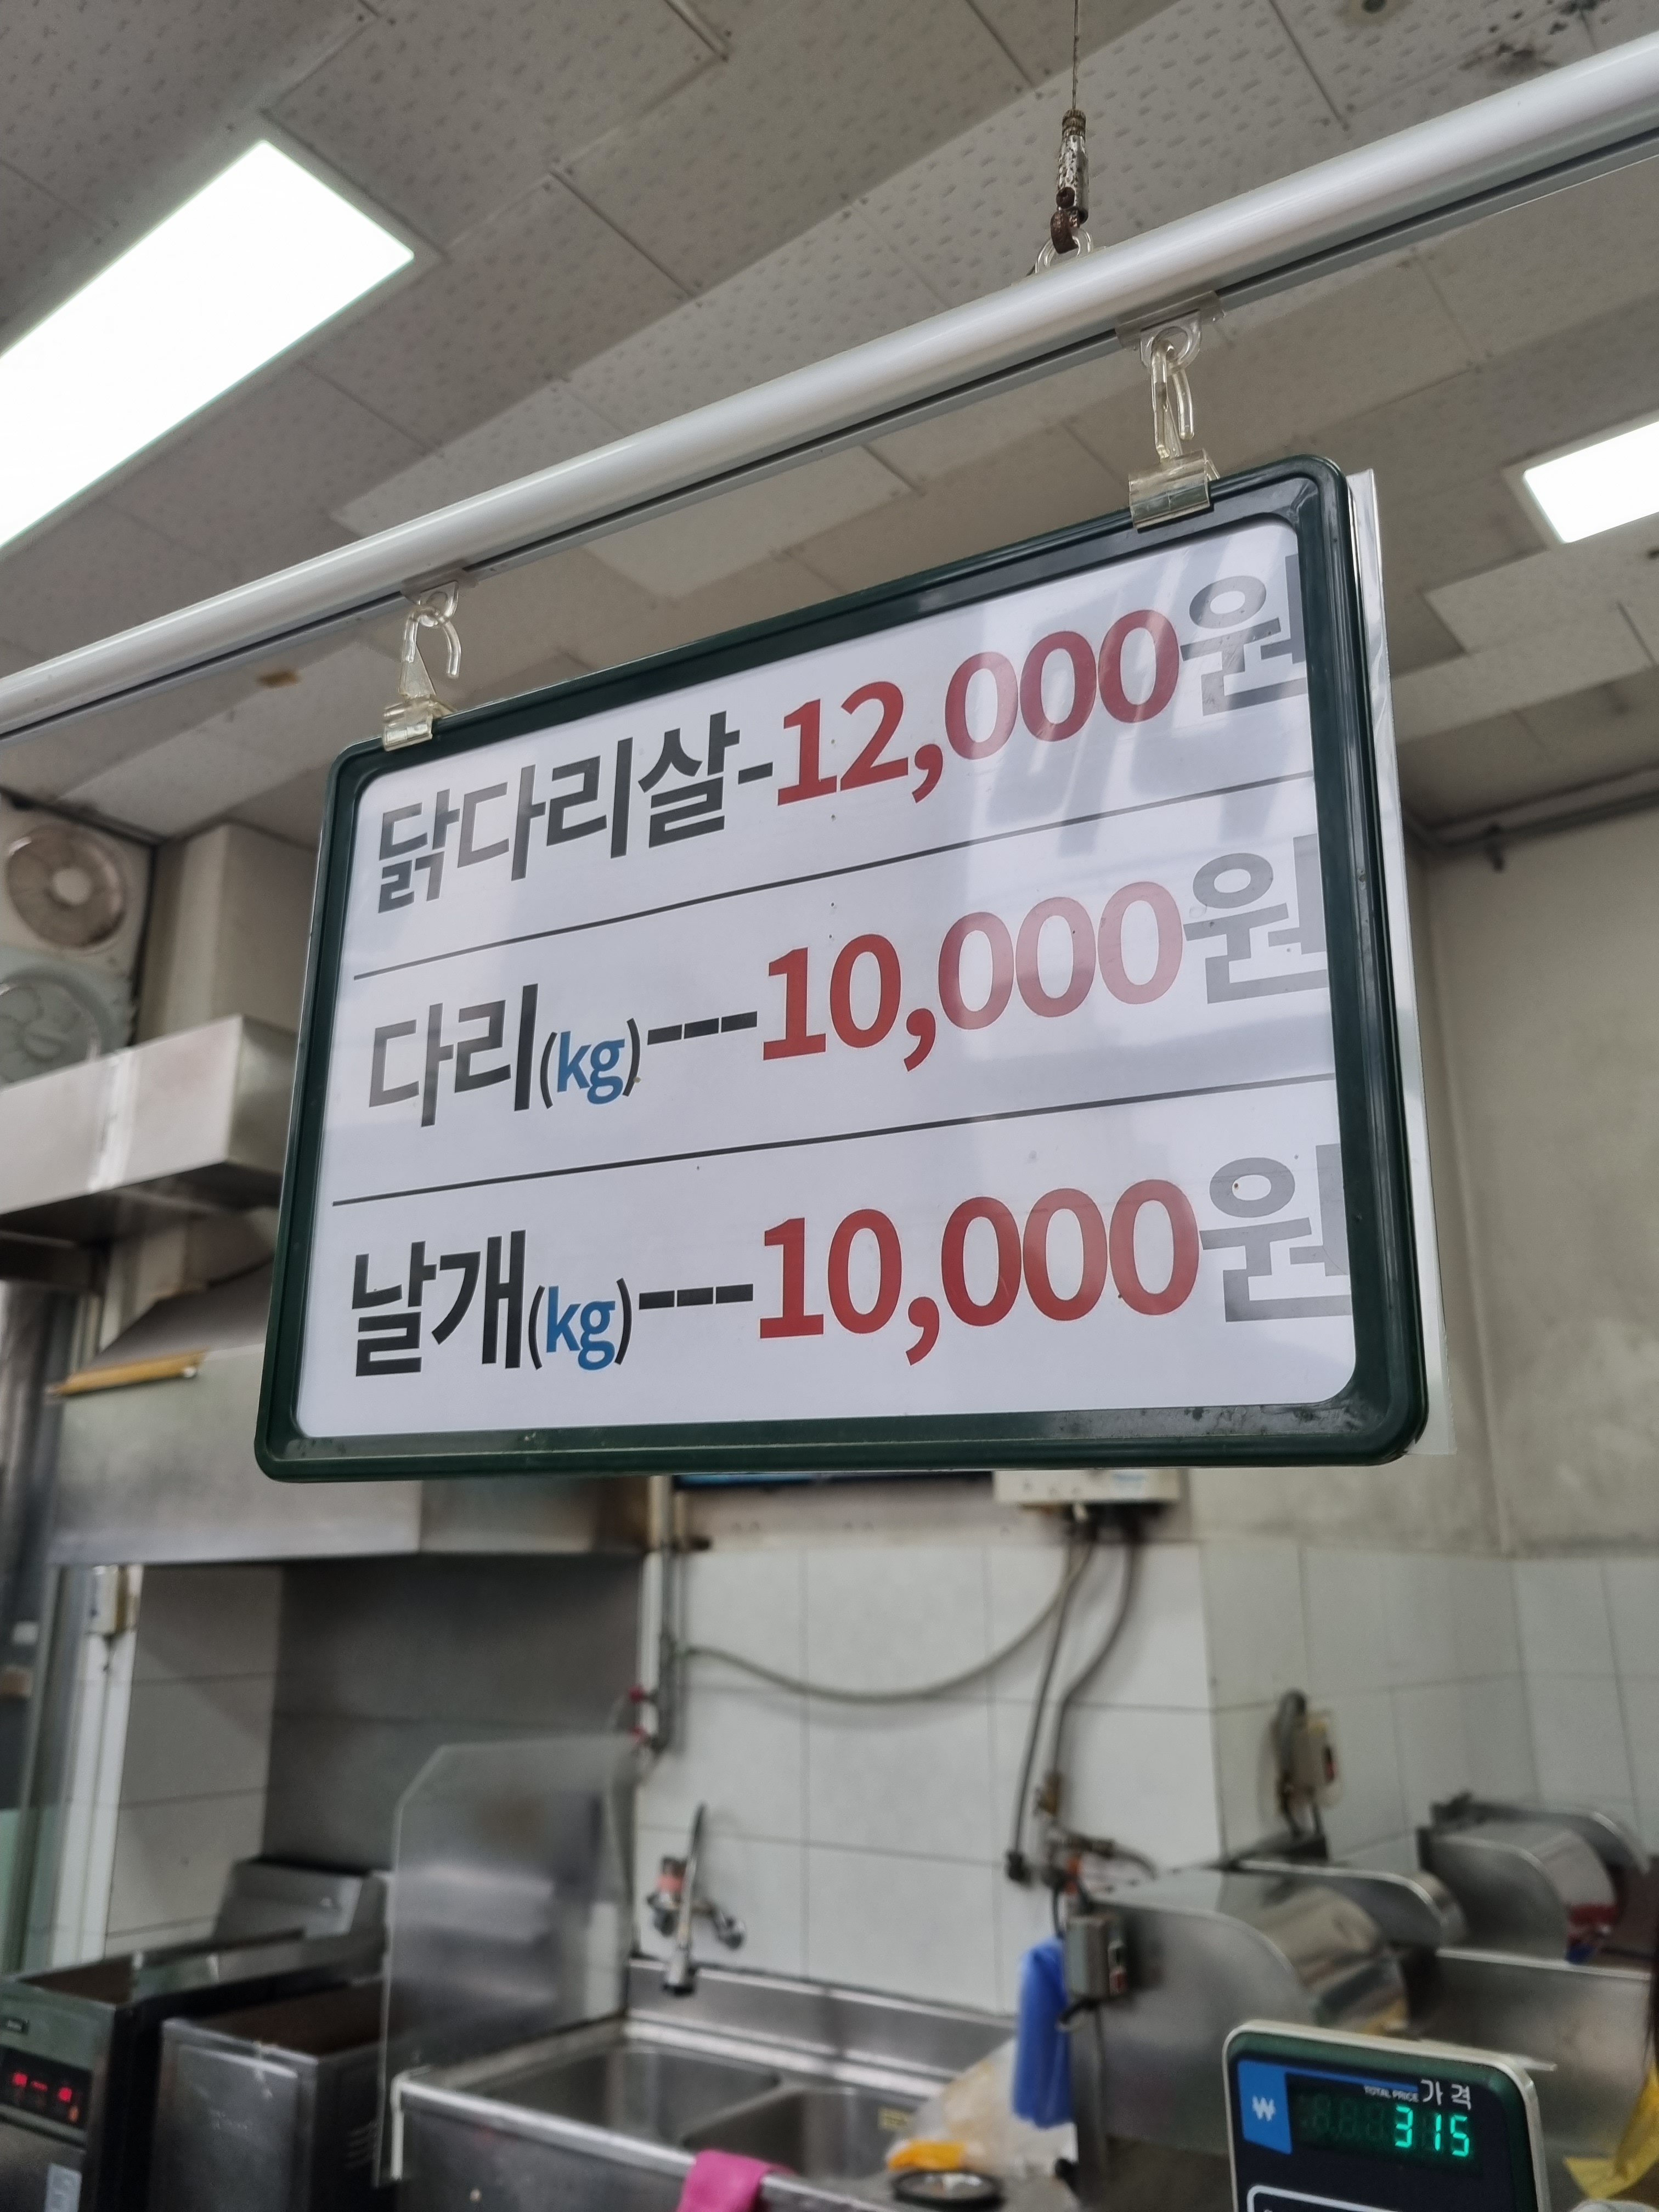 닭다리살-12,000원
다리(kg)---10,000원
날개(kg)---10,000원
TOTAL PRICE 가격
₩ 315